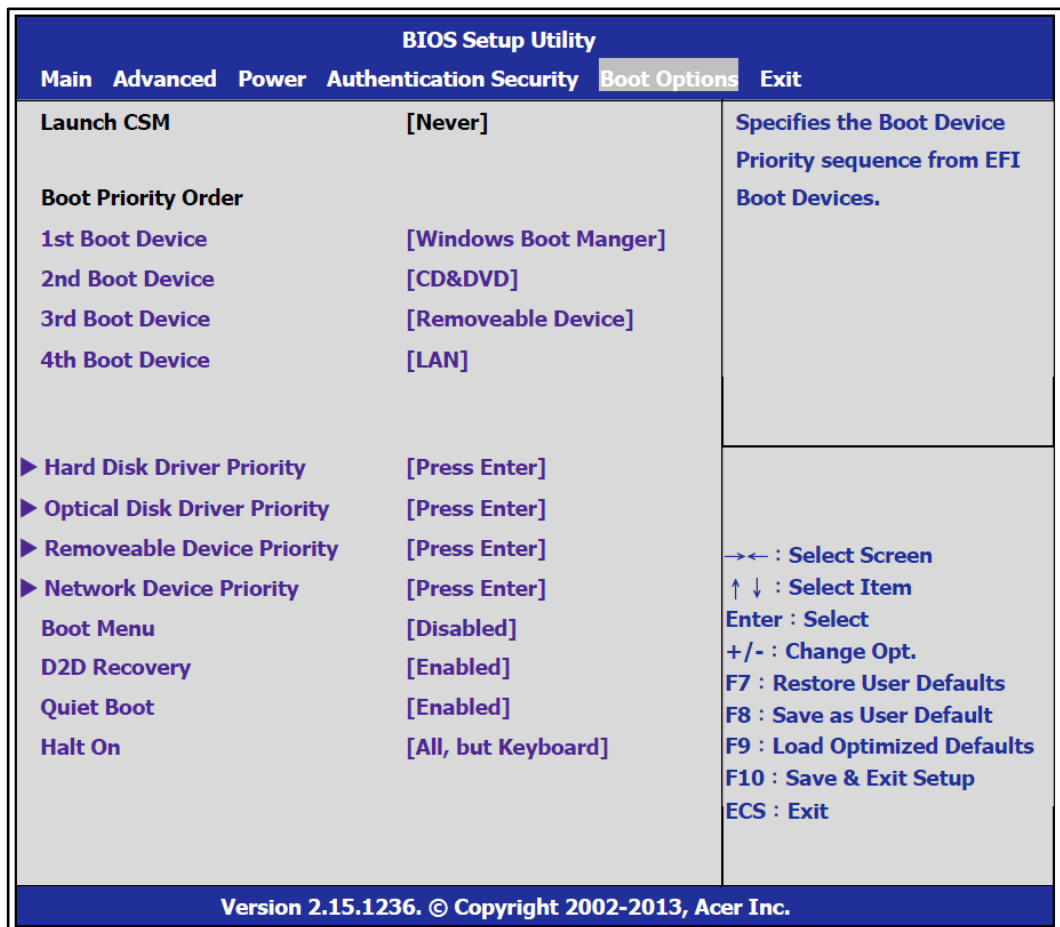 BIOS Setup Utility
Main Advanced Power Authentication Security Boot Options Exit
Launch CSM [Never]
Boot Priority Order
1st Boot Device [Windows Boot Manger]
2nd Boot Device [CD&DVD]
3rd Boot Device [Removeable Device]
4th Boot Device [LAN]
▶ Hard Disk Driver Priority [Press Enter]
▶ Optical Disk Driver Priority [Press Enter]
▶ Removeable Device Priority [Press Enter]
▶ Network Device Priority [Press Enter]
Boot Menu [Disabled]
D2D Recovery [Enabled]
Quiet Boot [Enabled]
Halt On [All, but Keyboard]
Specifies the Boot Device
Priority sequence from EFI
Boot Devices.
→← : Select Screen
↑ ↓ : Select Item
Enter : Select
+/- : Change Opt.
F7 : Restore User Defaults
F8 : Save as User Default
F9 : Load Optimized Defaults
F10 : Save & Exit Setup
ECS : Exit
Version 2.15.1236. © Copyright 2002-2013, Acer Inc.